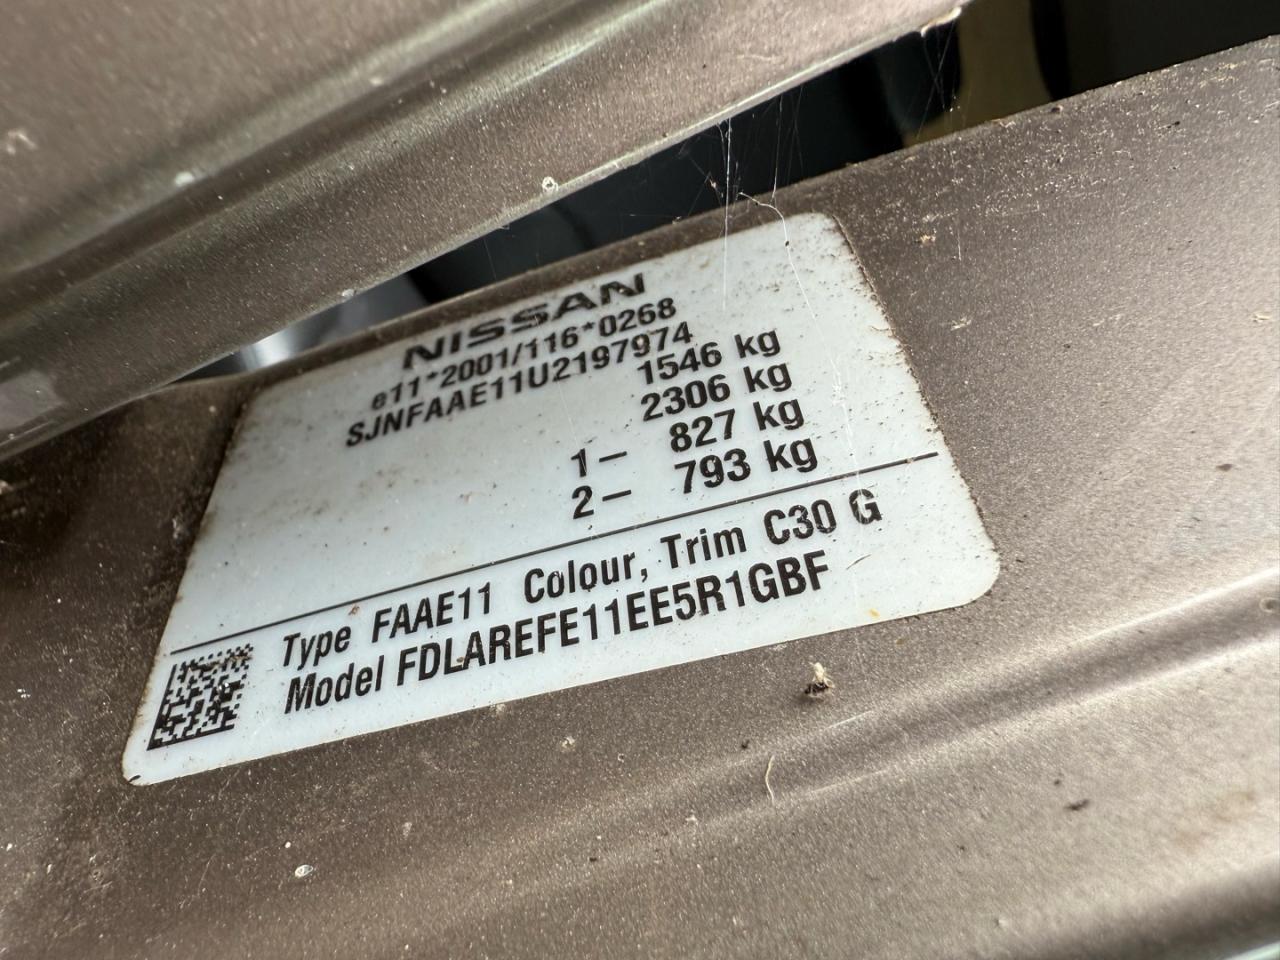 NISSAN
e11*2001/116*0268
SJNFAAE11U2197974
1546 kg
2306 kg
1– 827 kg
2– 793 kg
Type FAAE11 Colour, Trim C30 G
Model FDLAREFE11EE5R1GBF